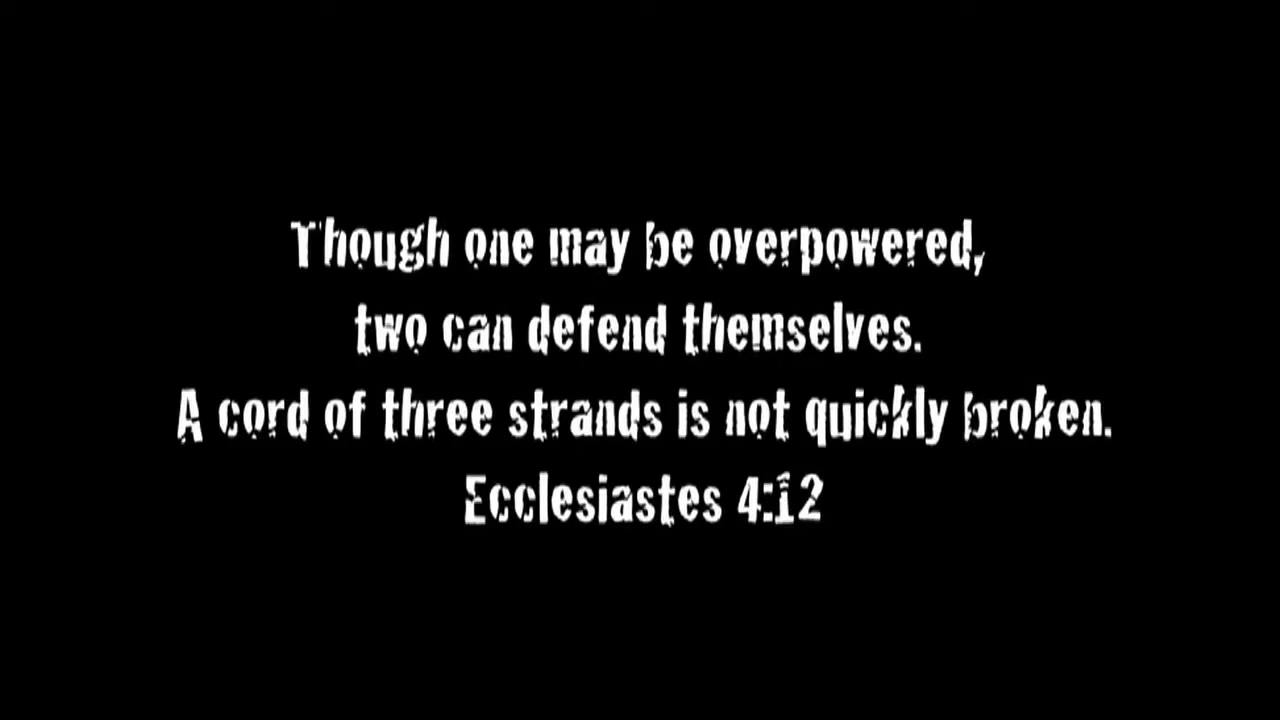 Though one may be overpowered,
two can defend themselves.
A cord of three strands is not quickly broken.
Ecclesiastes 4:12